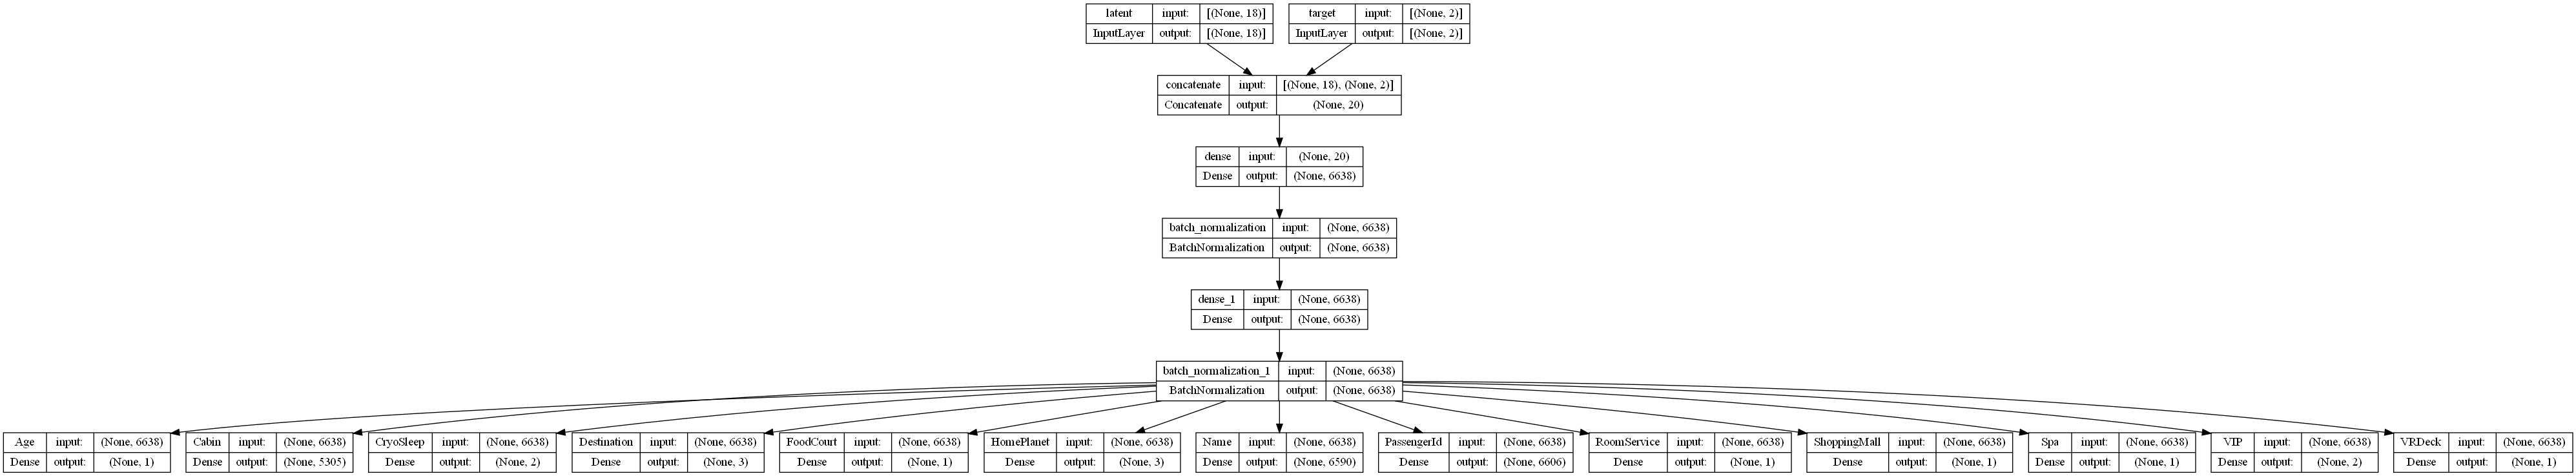 latent input: [(None, 18)]
InputLayer output: [(None, 18)]
target input: [(None, 2)]
InputLayer output: [(None, 2)]
concatenate input: [(None, 18), (None, 2)]
Concatenate output: (None, 20)
dense input: (None, 20)
Dense output: (None, 6638)
batch_normalization input: (None, 6638)
BatchNormalization output: (None, 6638)
dense_1 input: (None, 6638)
Dense output: (None, 6638)
batch_normalization_1 input: (None, 6638)
BatchNormalization output: (None, 6638)
Age input: (None, 6638)
Dense output: (None, 1)
Cabin input: (None, 6638)
Dense output: (None, 5305)
CryoSleep input: (None, 6638)
Dense output: (None, 2)
Destination input: (None, 6638)
Dense output: (None, 3)
FoodCourt input: (None, 6638)
Dense output: (None, 1)
HomePlanet input: (None, 6638)
Dense output: (None, 3)
Name input: (None, 6638)
Dense output: (None, 6590)
PassengerId input: (None, 6638)
Dense output: (None, 6606)
RoomService input: (None, 6638)
Dense output: (None, 1)
ShoppingMall input: (None, 6638)
Dense output: (None, 1)
Spa input: (None, 6638)
Dense output: (None, 1)
VIP input: (None, 6638)
Dense output: (None, 2)
VRDeck input: (None, 6638)
Dense output: (None, 1)